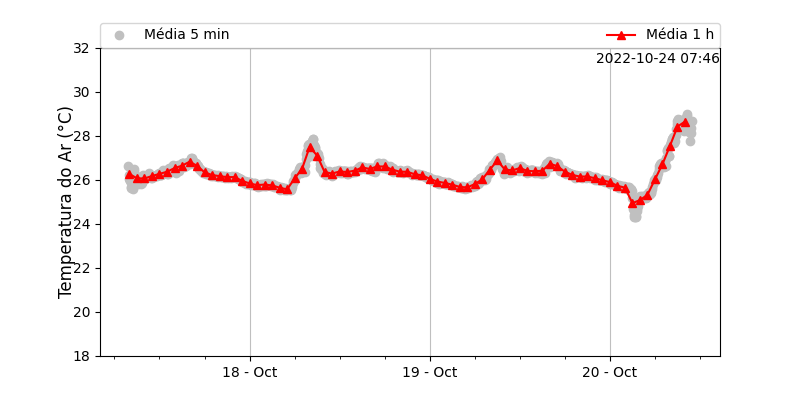 Média 5 min
Média 1 h
2022-10-24 07:46
Temperatura do Ar (°C)
32
30
28
26
24
22
20
18
18 - Oct
19 - Oct
20 - Oct